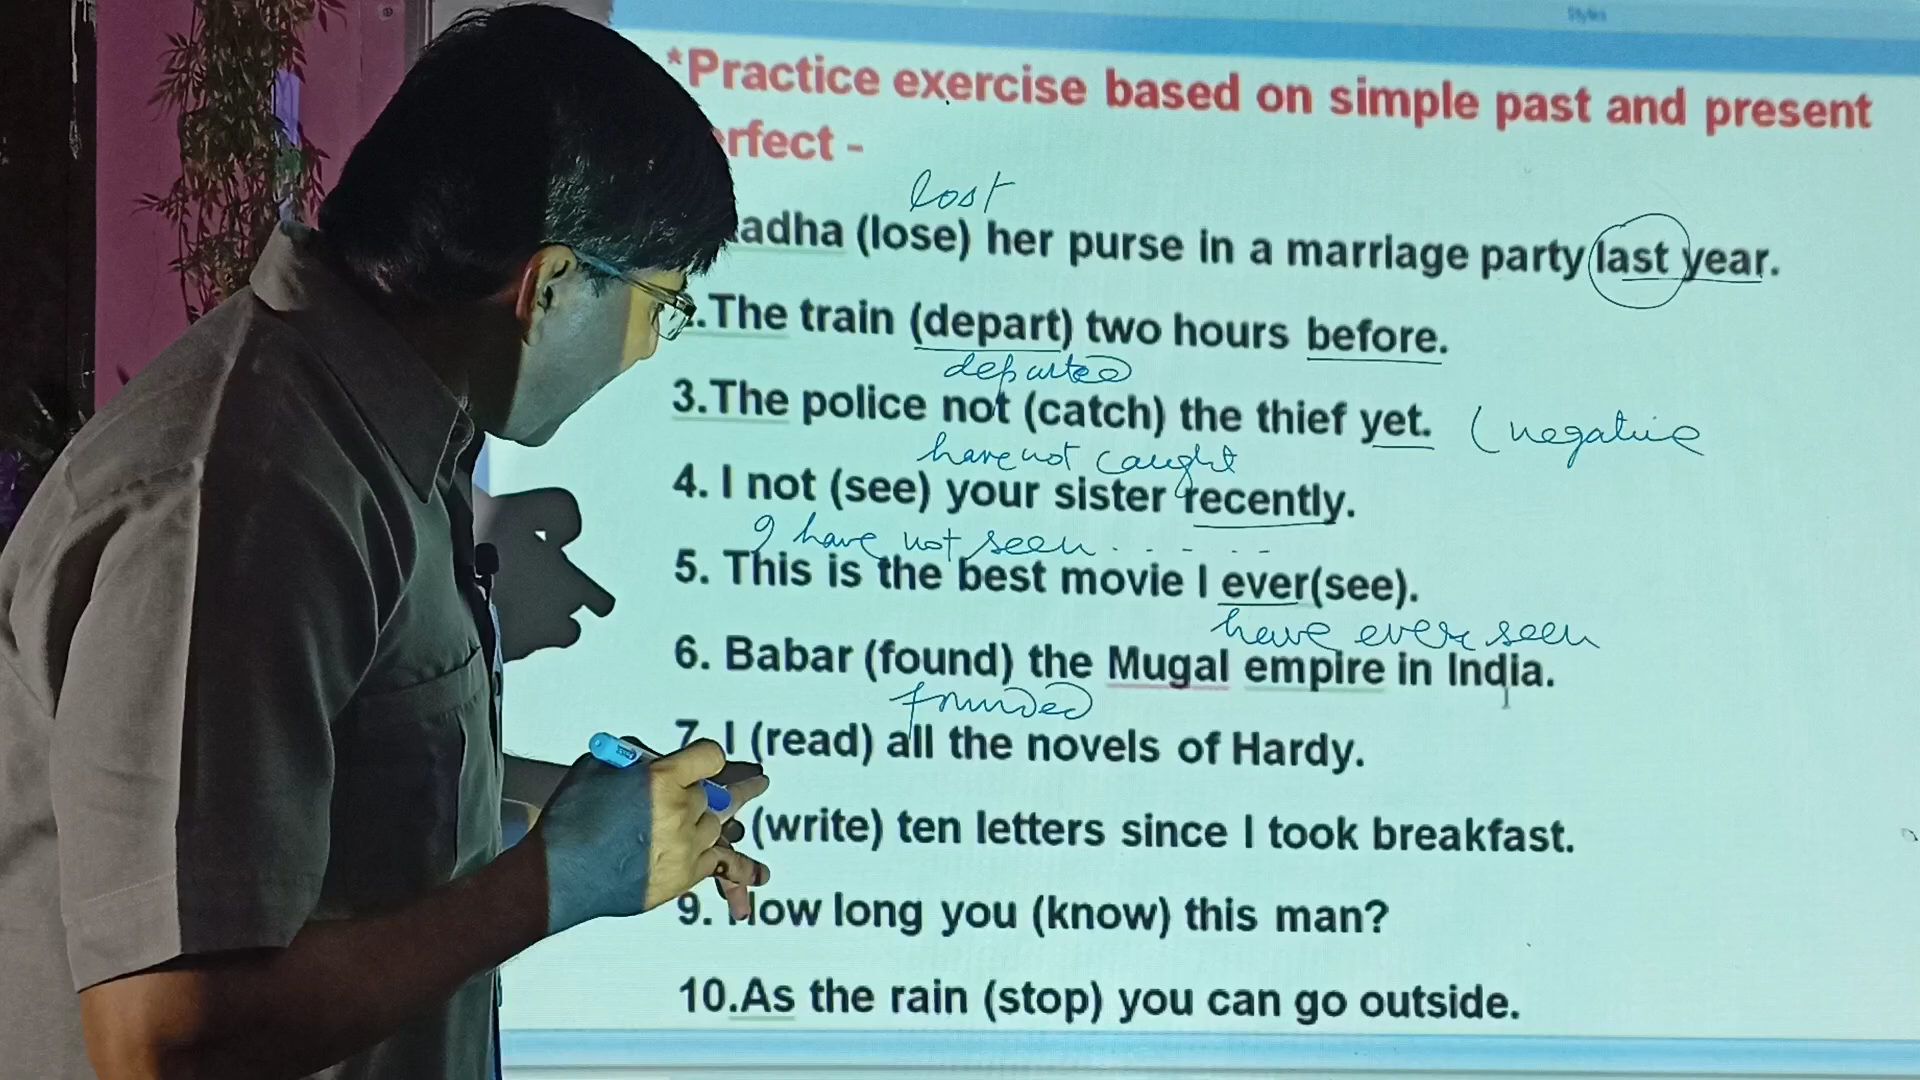 Styles
*Practice exercise based on simple past and present
rfect -
lost
adha (lose) her purse in a marriage party last year.
.The train (depart) two hours before.
departed
3.The police not (catch) the thief yet. (negative
have not caught
4. I not (see) your sister recently.
I have not seen. - - - -
5. This is the best movie I ever(see).
have ever seen
6. Babar (found) the Mugal empire in India.
founded
7. I (read) all the novels of Hardy.
(write) ten letters since I took breakfast.
9. How long you (know) this man?
10.As the rain (stop) you can go outside.